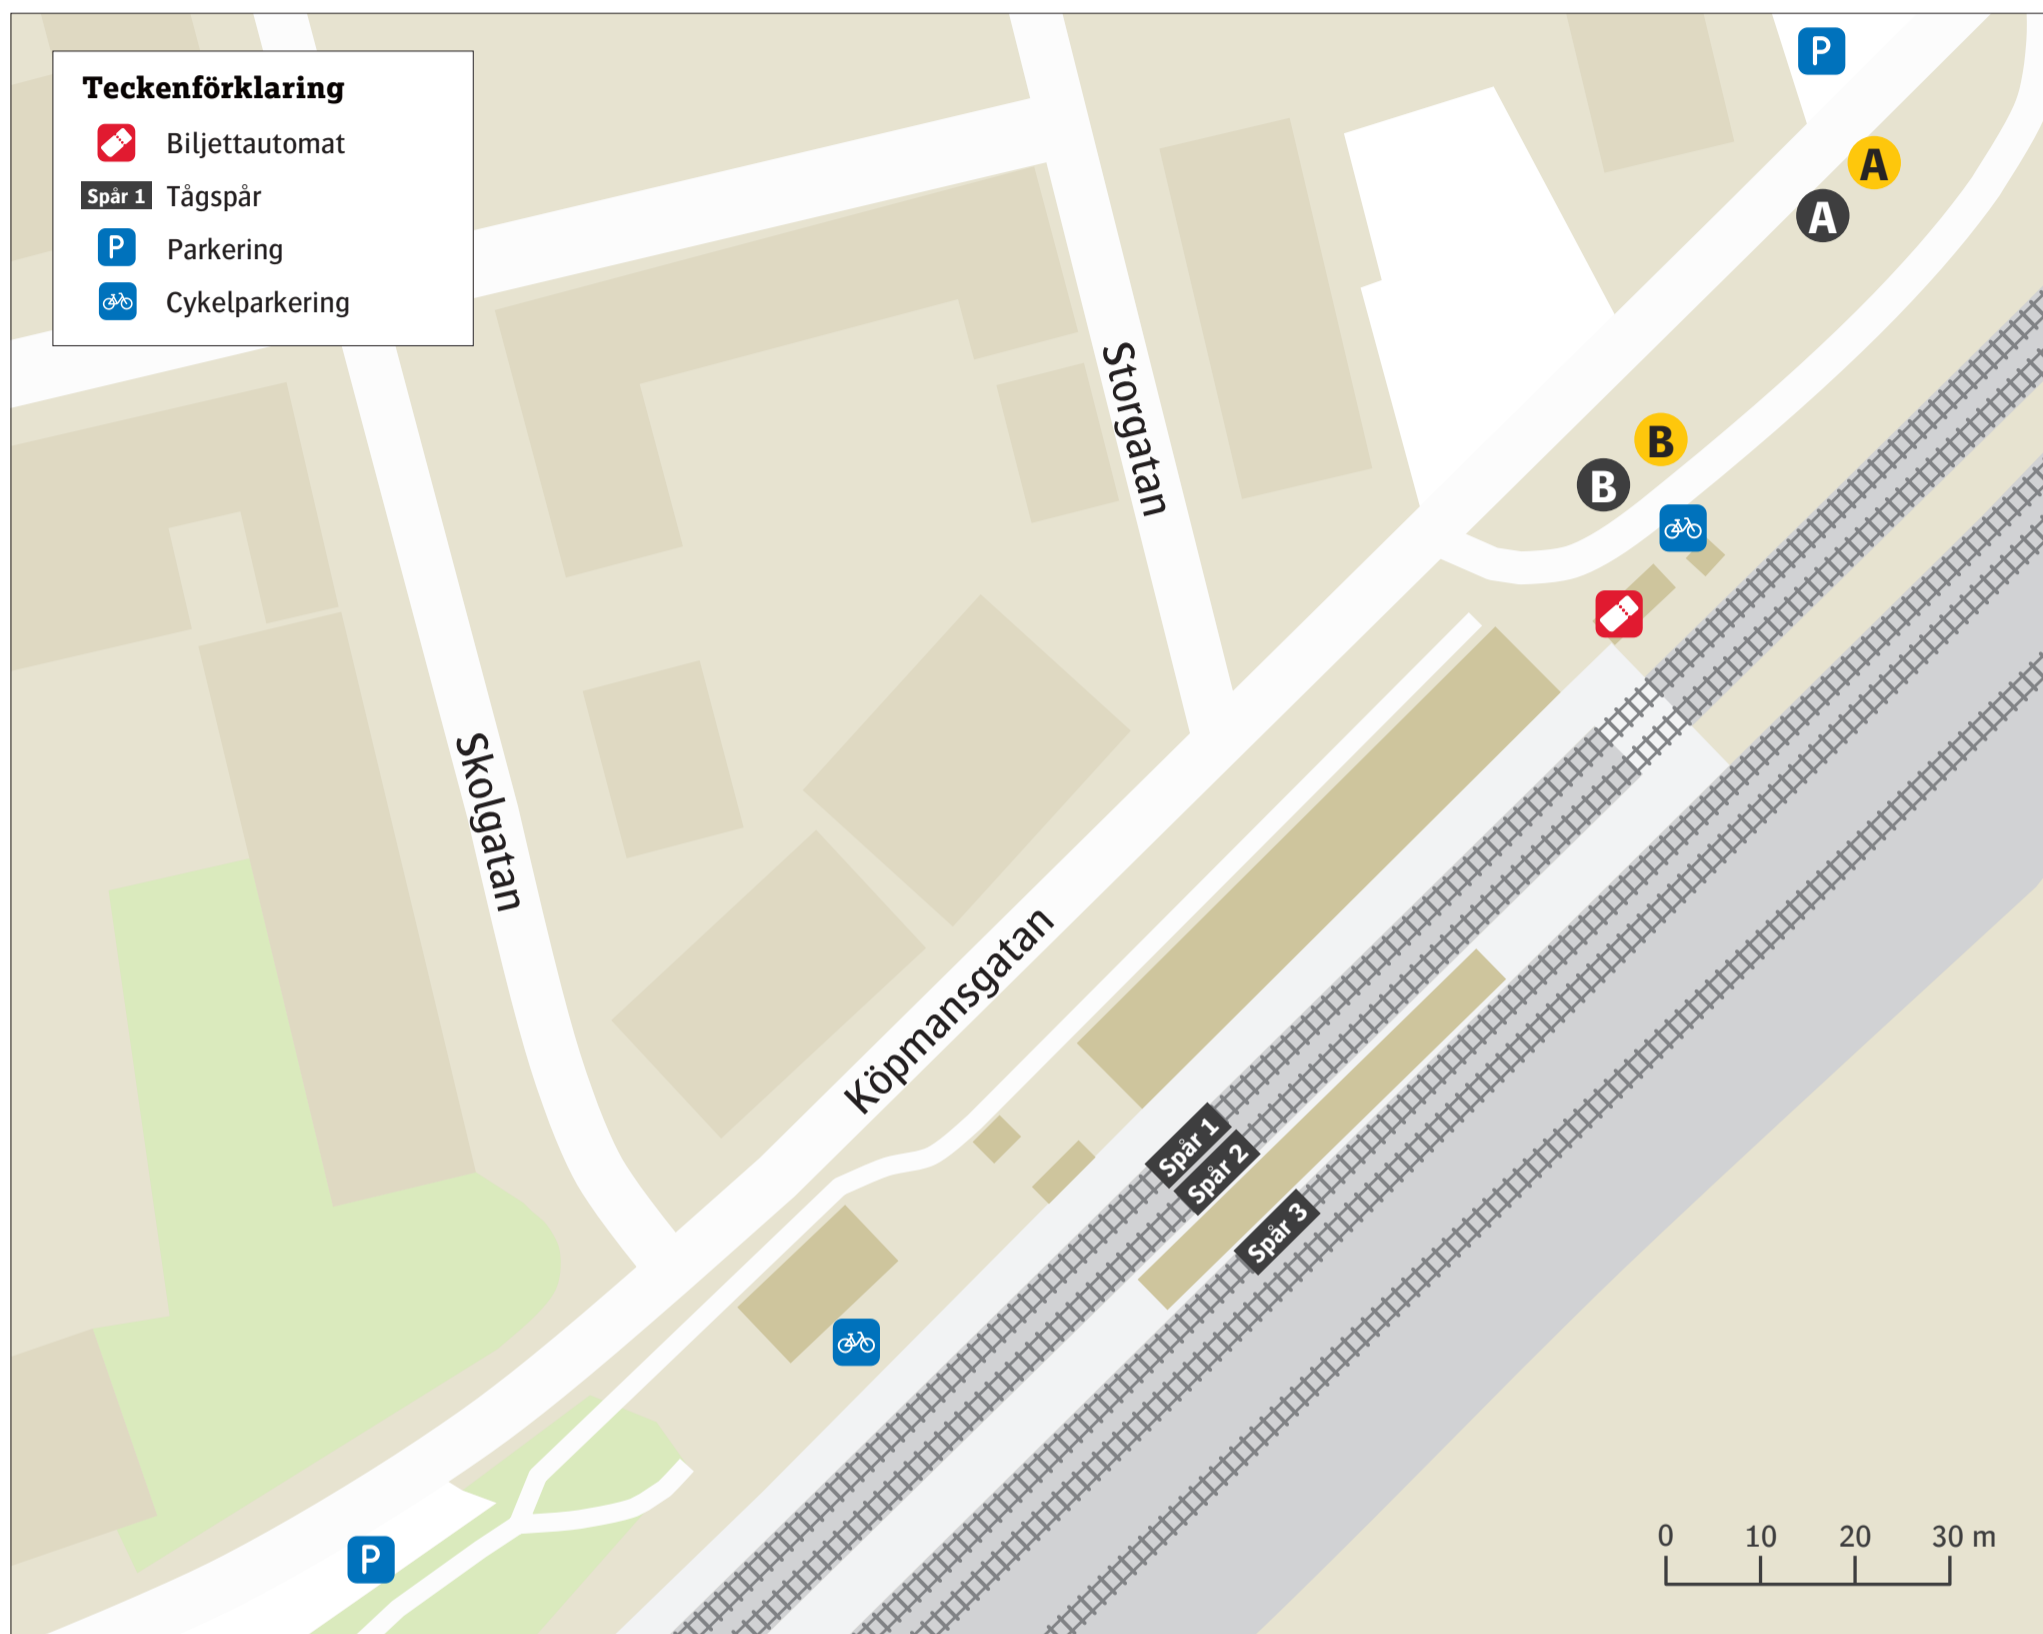 Teckenförklaring
Biljettautomat
Spår 1 Tågspår
P Parkering
Cykelparkering
P
A
A
B
B
Storgatan
Skolgatan
Köpmansgatan
Spår 1
Spår 2
Spår 3
P
0 10 20 30 m